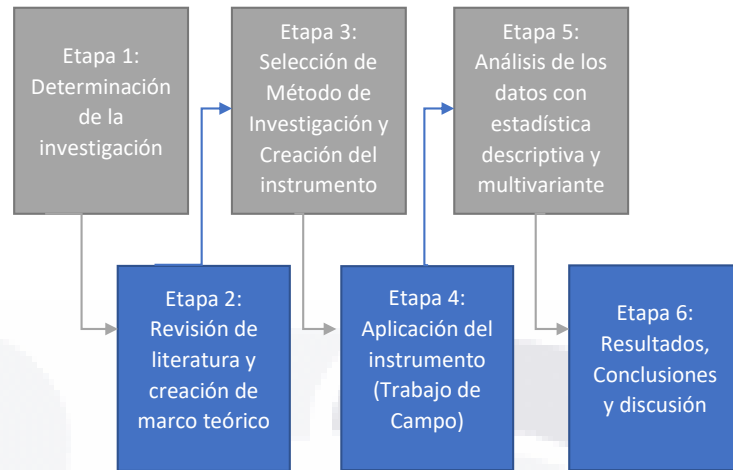 Etapa 1:
Determinación
de la
investigación
Etapa 2:
Revisión de
literatura y
creación de
marco teórico
Etapa 3:
Selección de
Método de
Investigación y
Creación del
instrumento
Etapa 4:
Aplicación del
instrumento
(Trabajo de
Campo)
Etapa 5:
Análisis de los
datos con
estadística
descriptiva y
multivariante
Etapa 6:
Resultados,
Conclusiones
y discusión